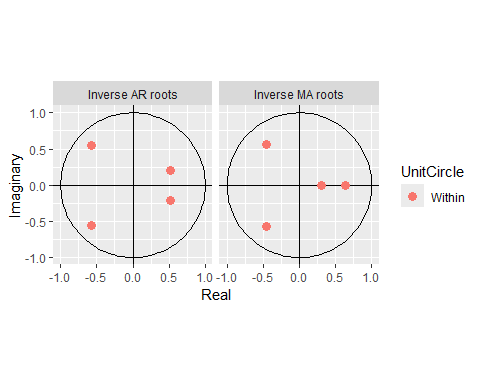 Inverse AR roots
Inverse MA roots
1.0
0.5
0.0
-0.5
-1.0
Imaginary
-1.0 -0.5 0.0 0.5 1.0
-1.0 -0.5 0.0 0.5 1.0
Real
UnitCircle
Within